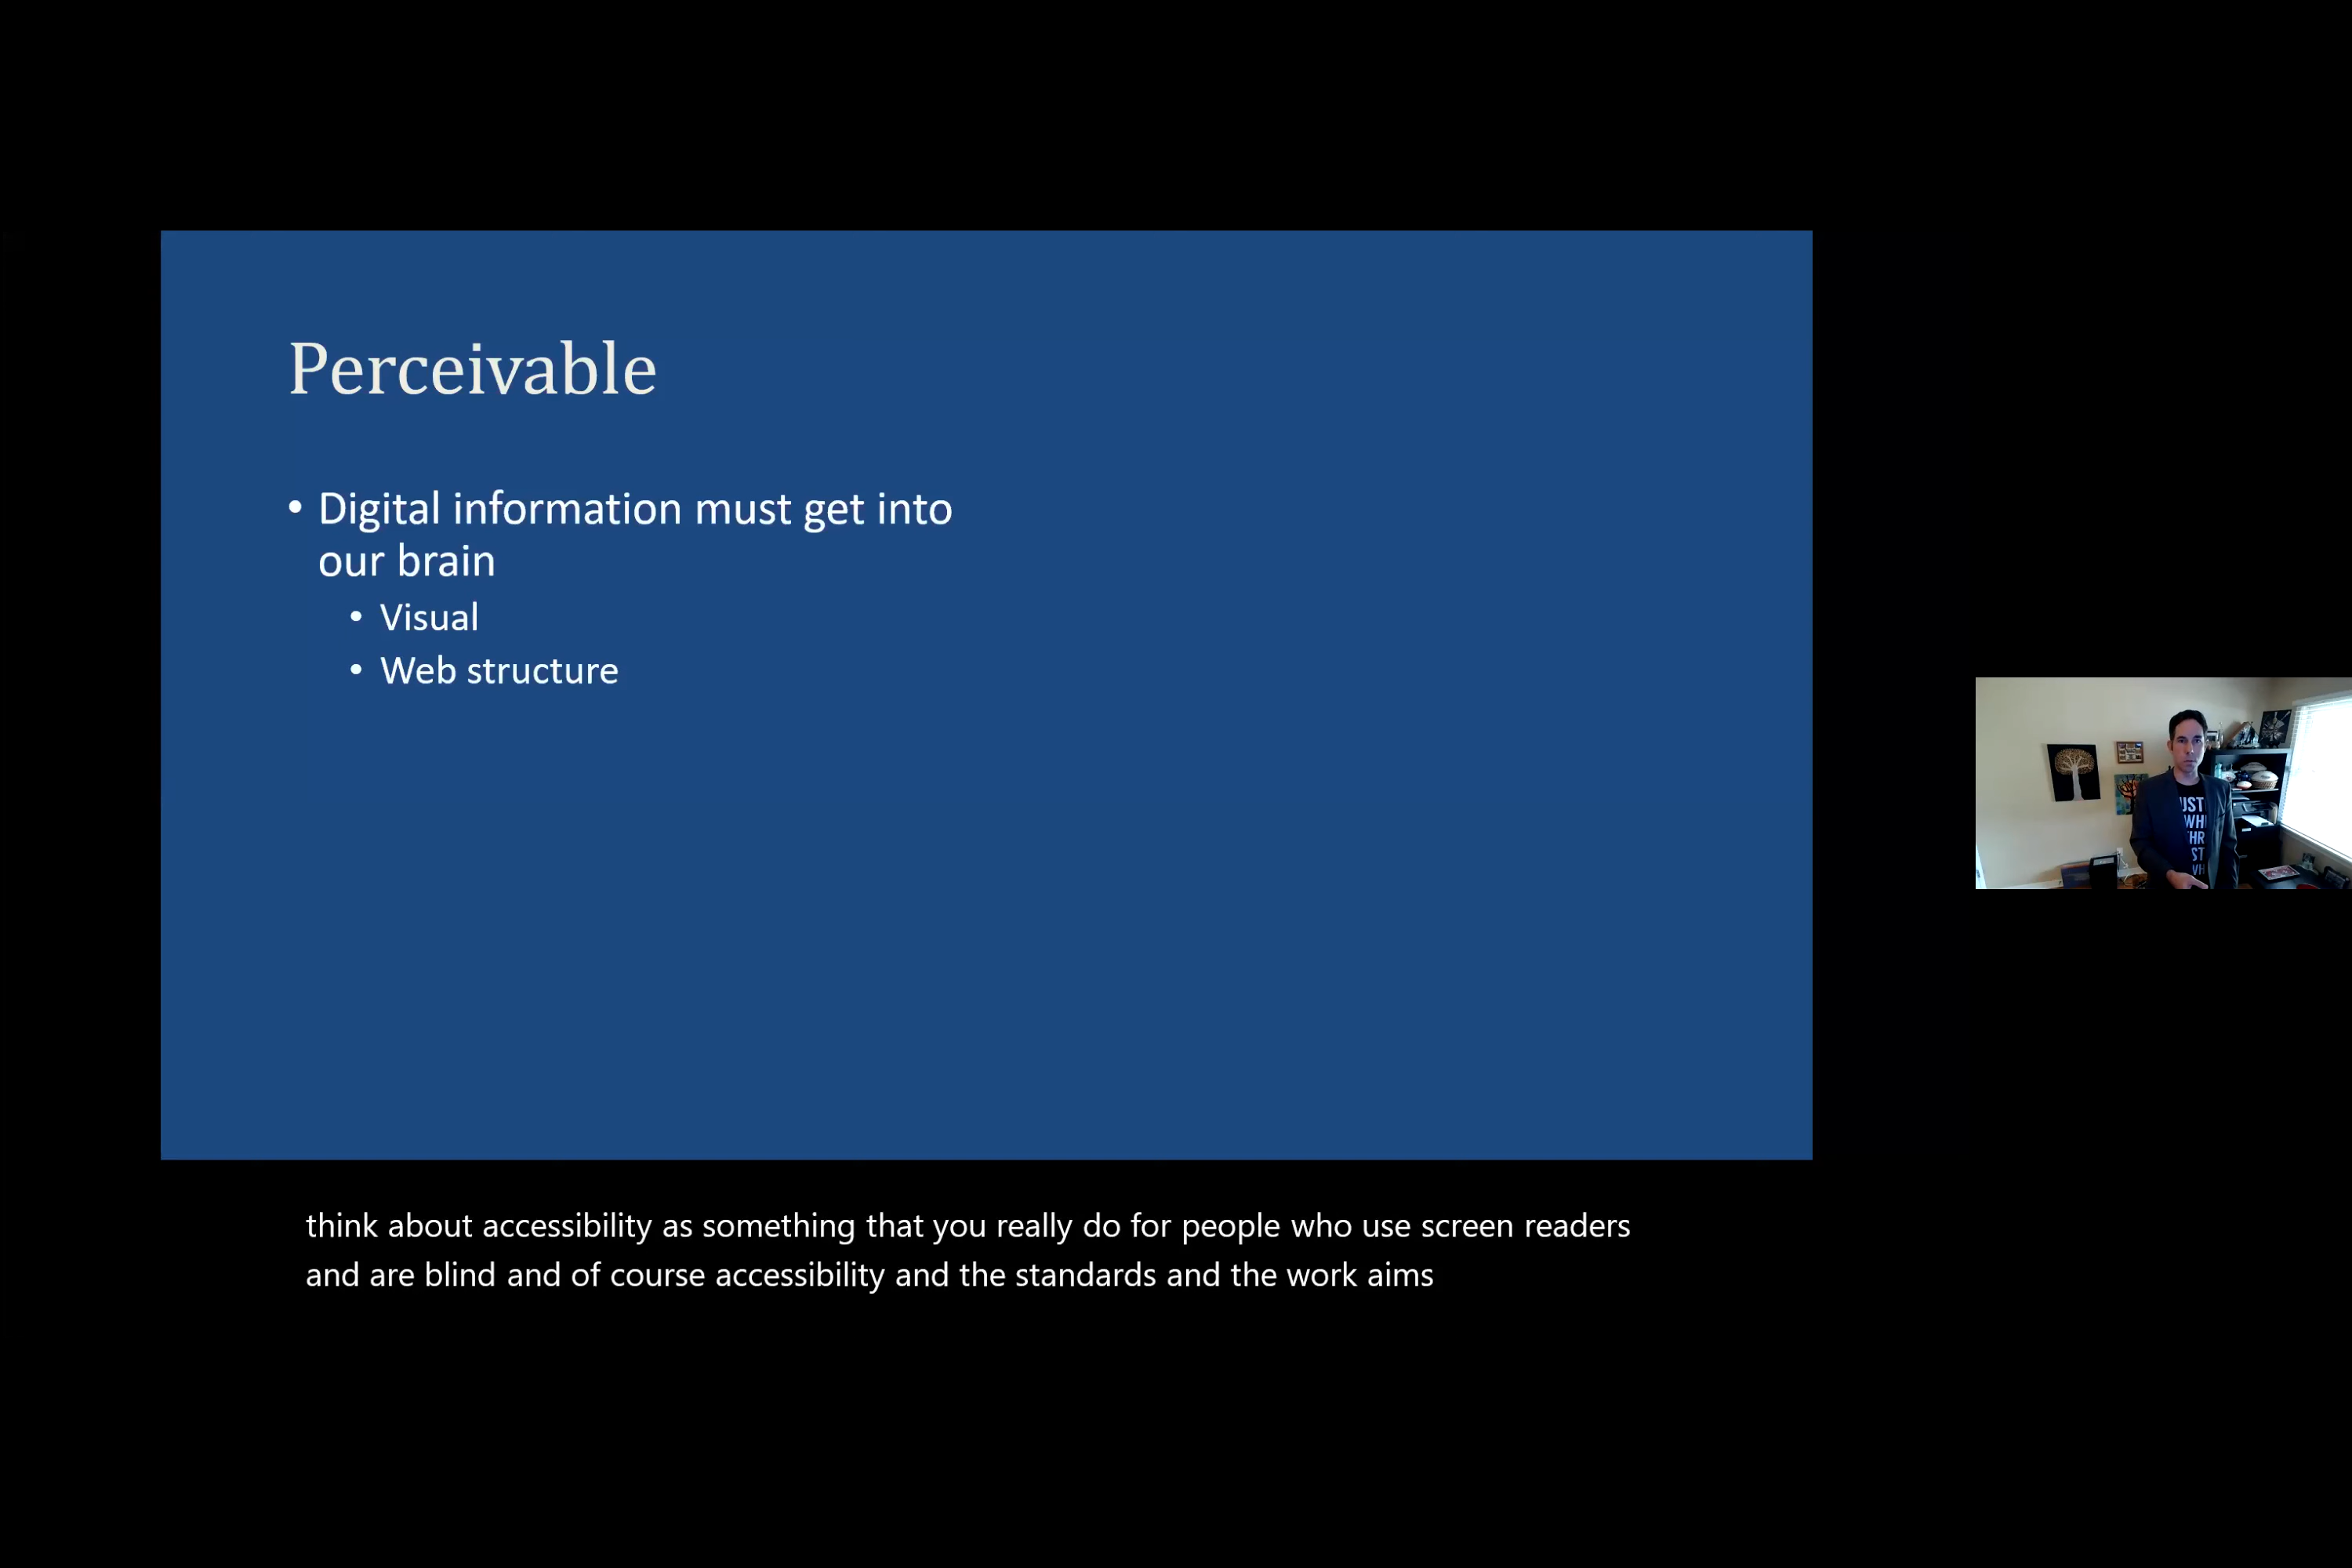 Perceivable
• Digital information must get into
our brain
• Visual
• Web structure
think about accessibility as something that you really do for people who use screen readers
and are blind and of course accessibility and the standards and the work aims